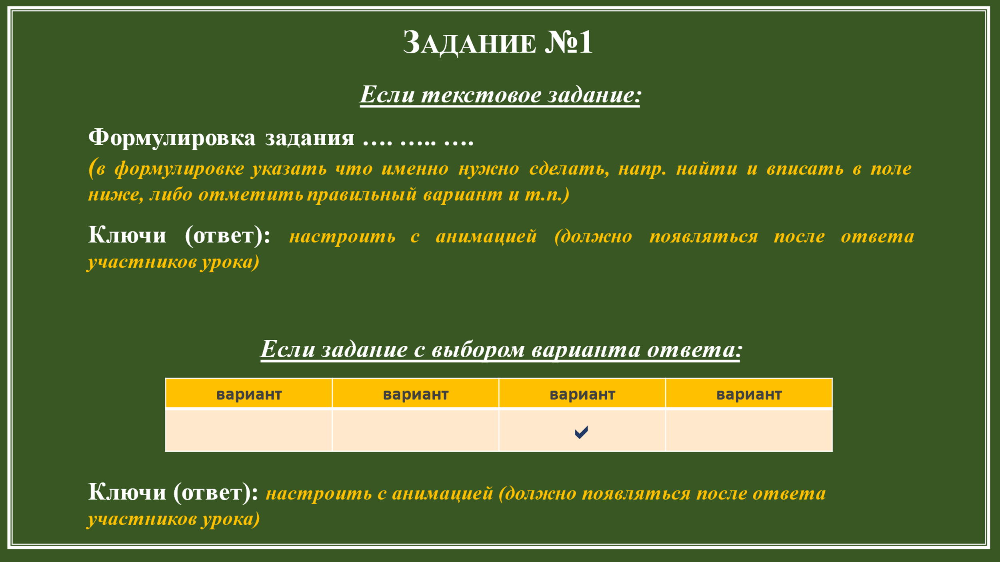 Задание №1
Если текстовое задание:
Формулировка задания …. ….. ….
(в формулировке указать что именно нужно сделать, напр. найти и вписать в поле
ниже, либо отметить правильный вариант и т.п.)
Ключи (ответ): настроить с анимацией (должно появляться после ответа
участников урока)
Если задание с выбором варианта ответа:
вариант вариант вариант вариант
Ключи (ответ): настроить с анимацией (должно появляться после ответа
участников урока)